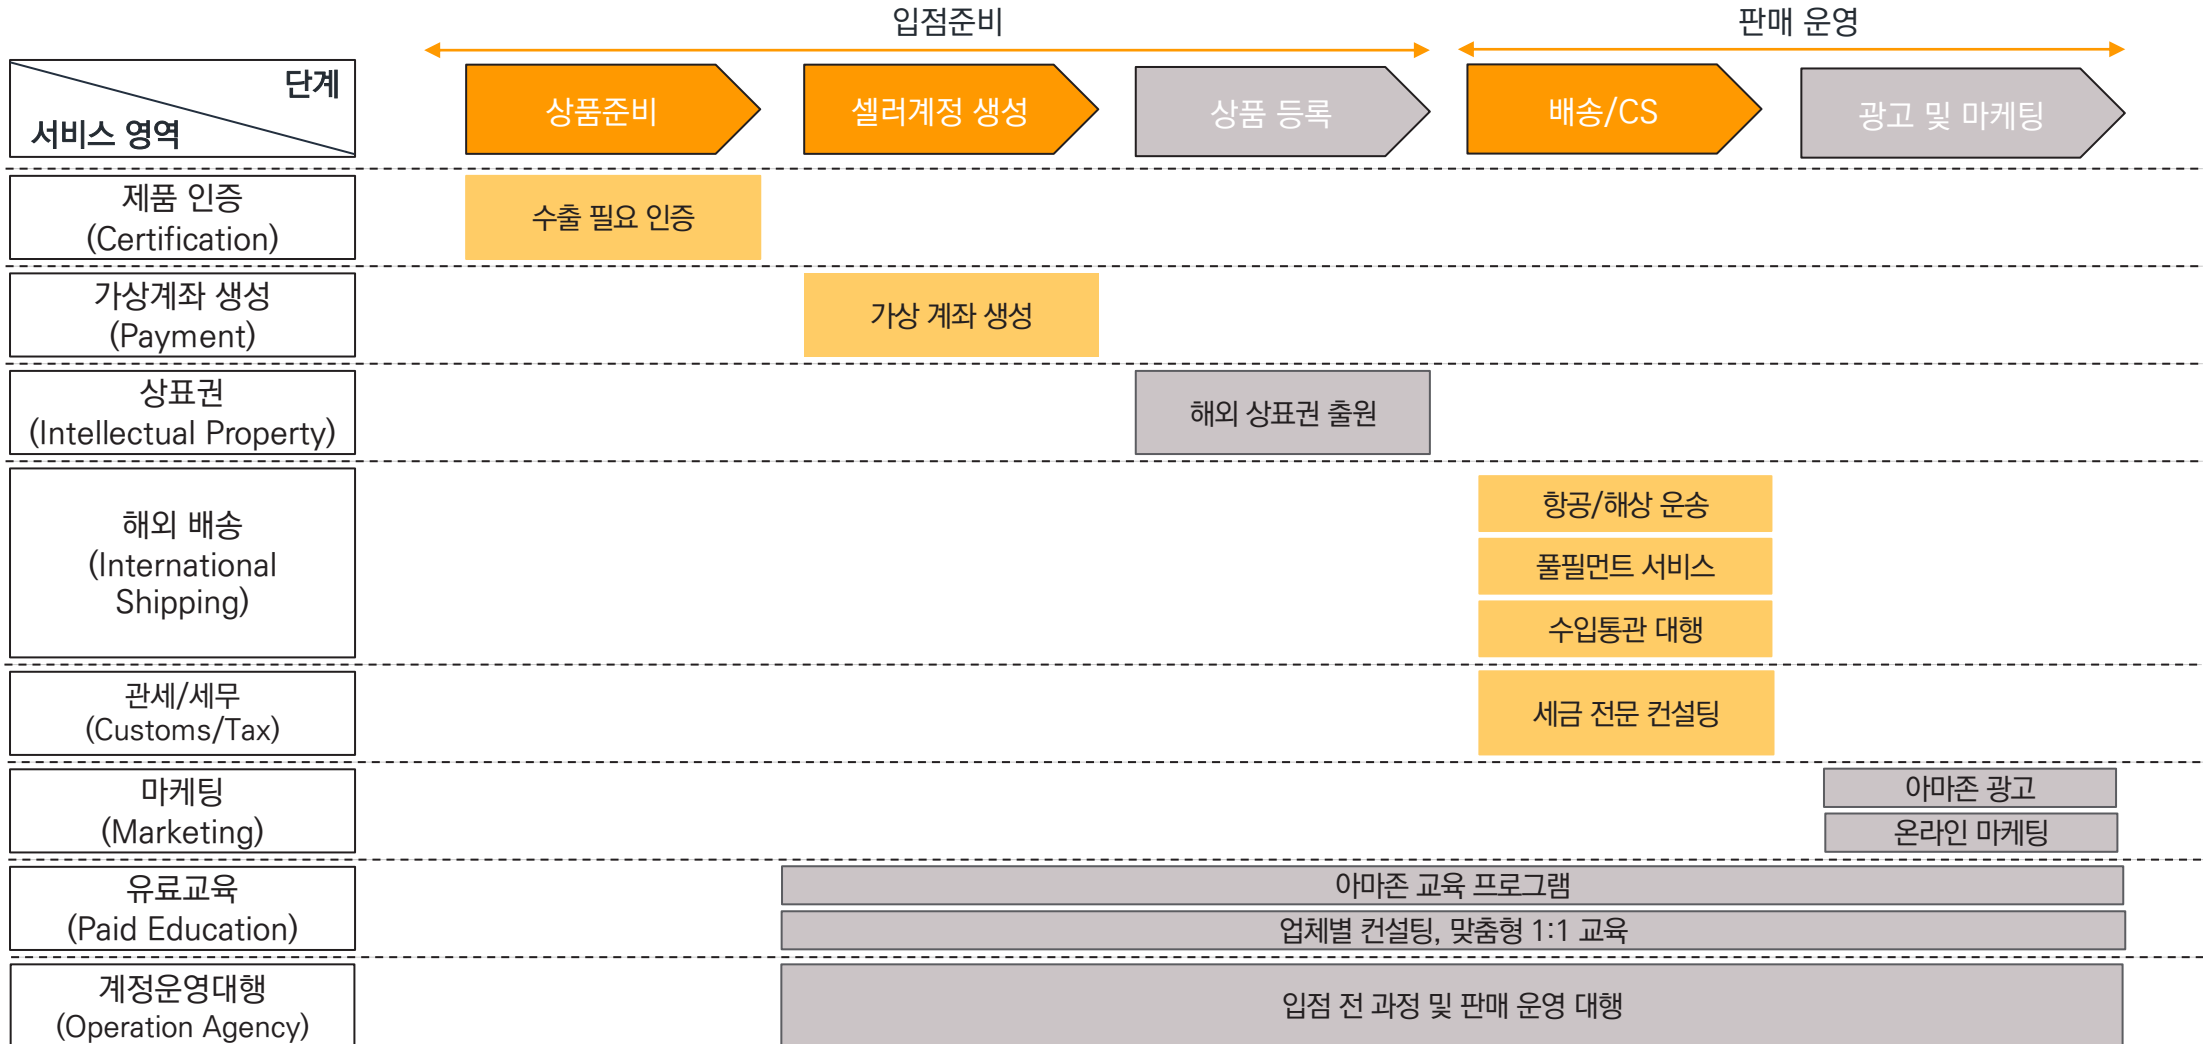 입점준비
판매 운영
단계
서비스 영역
상품준비
셀러계정 생성
상품 등록
배송/CS
광고 및 마케팅
제품 인증
(Certification)
수출 필요 인증
가상계좌 생성
(Payment)
가상 계좌 생성
상표권
(Intellectual Property)
해외 상표권 출원
해외 배송
(International
Shipping)
항공/해상 운송
풀필먼트 서비스
수입통관 대행
관세/세무
(Customs/Tax)
세금 전문 컨설팅
마케팅
(Marketing)
아마존 광고
온라인 마케팅
유료교육
(Paid Education)
아마존 교육 프로그램
업체별 컨설팅, 맞춤형 1:1 교육
계정운영대행
(Operation Agency)
입점 전 과정 및 판매 운영 대행